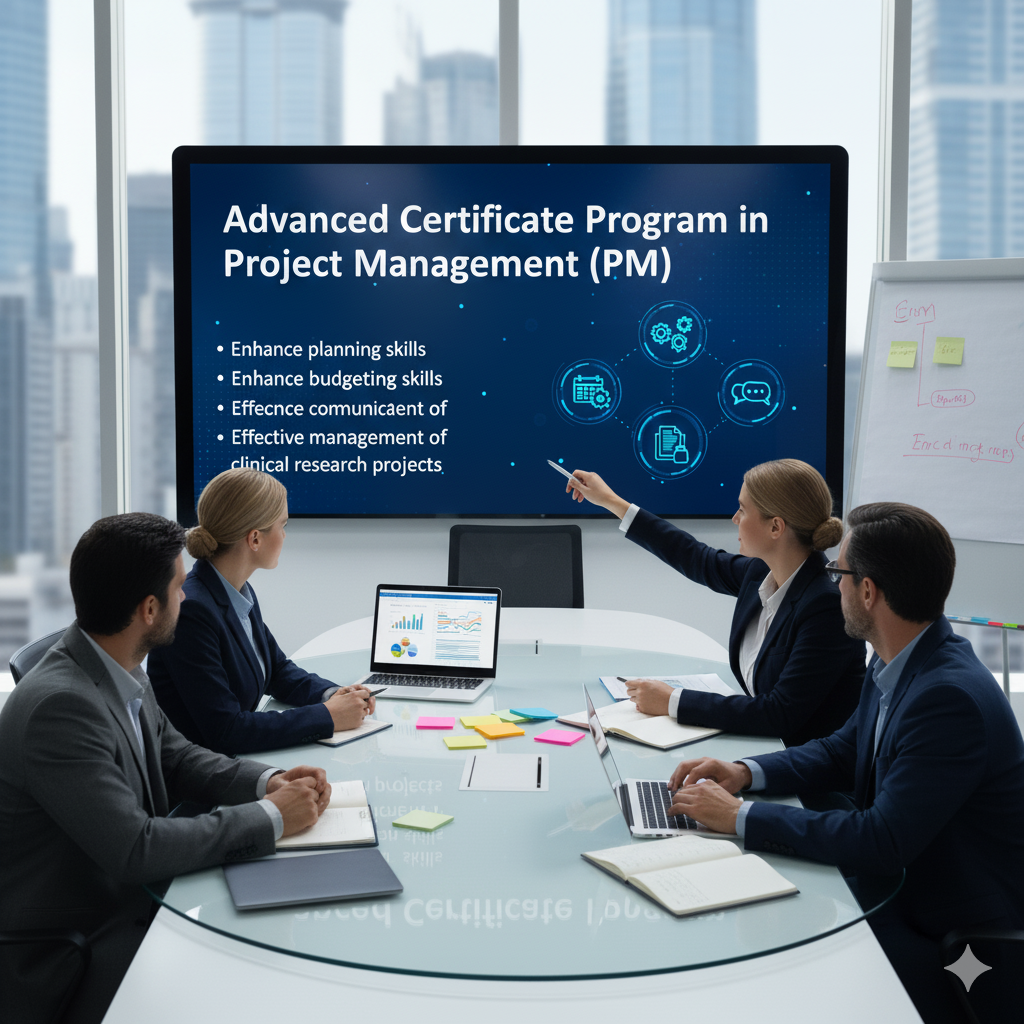 Advanced Certificate Program in
Project Management (PM)
• Enhance planning skills
• Enhance budgeting skills
• Effecnce comunicaent of
• Effective management of
clinical research projects